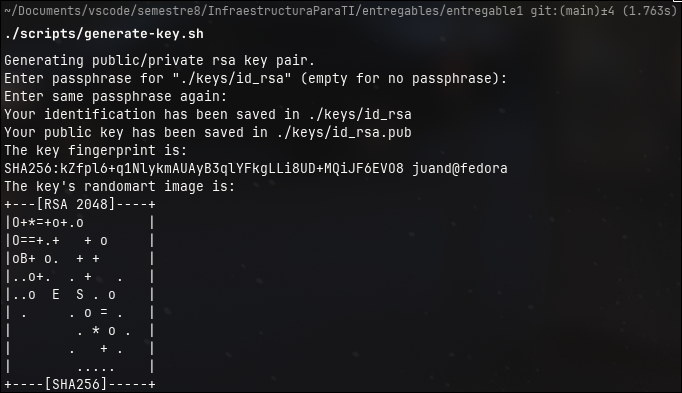 ~/Documents/vscode/semestre8/InfraestructuraParaTI/entregables/entregable1 git:(main)±4 (1.763s)
./scripts/generate-key.sh
Generating public/private rsa key pair.
Enter passphrase for "./keys/id_rsa" (empty for no passphrase):
Enter same passphrase again:
Your identification has been saved in ./keys/id_rsa
Your public key has been saved in ./keys/id_rsa.pub
The key fingerprint is:
SHA256:kZfpl6+q1NlykmAUAyB3qlYFkgLLi8UD+MQiJF6EVO8 juand@fedora
The key's randomart image is:
+---[RSA 2048]----+
|O+*=+o+.o        |
|O==+.+   + o     |
|oB+ o.  + +      |
|..o+.  . +   .   |
|..o  E  S . o    |
| .     . o = .   |
|        . * o .  |
|       .   + .   |
|        .....    |
+----[SHA256]-----+